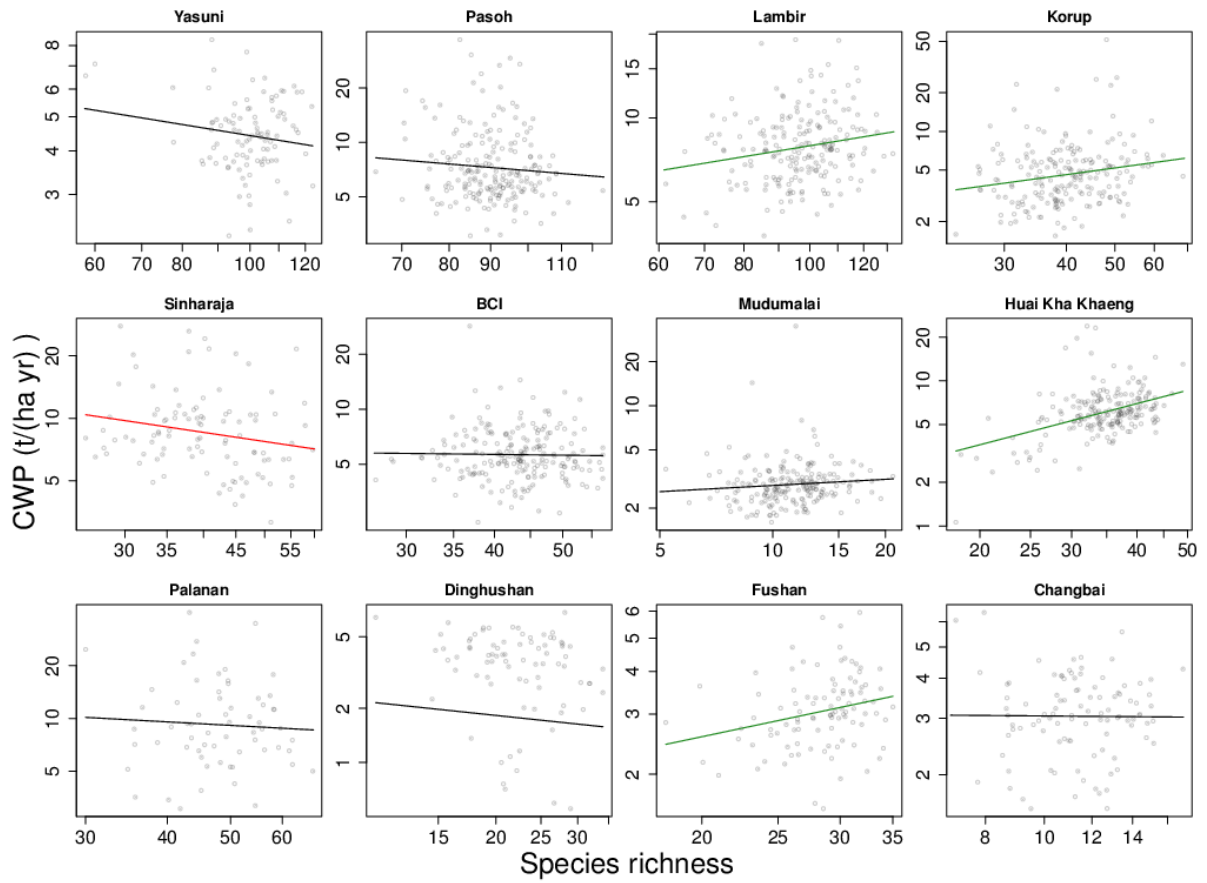 Yasuni
Pasoh
Lambir
Korup
8
6
5
4
3
60 70 80 100 120
20
10
5
70 80 90 110
15
10
5
60 70 80 100 120
50
20
10
5
2
30 40 50 60
CWP (t/(ha yr) )
Sinharaja
BCI
Mudumalai
Huai Kha Khaeng
20
10
5
30 35 45 55
20
10
5
30 35 40 50
20
10
5
2
5 10 15 20
20
10
5
2
1
20 25 30 40 50
Palanan
Dinghushan
Fushan
Changbai
20
10
5
30 40 50 60
5
2
1
15 20 25 30
6
5
4
3
2
20 25 30 35
5
4
3
2
8 10 12 14
Species richness